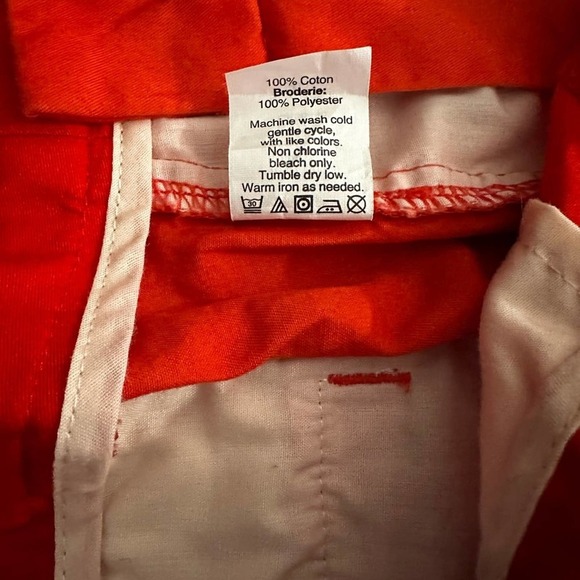 100% Coton
Broderie:
100% Polyester
Machine wash cold
gentle cycle,
with like colors.
Non chlorine
bleach only.
Tumble dry low.
Warm iron as needed.
30